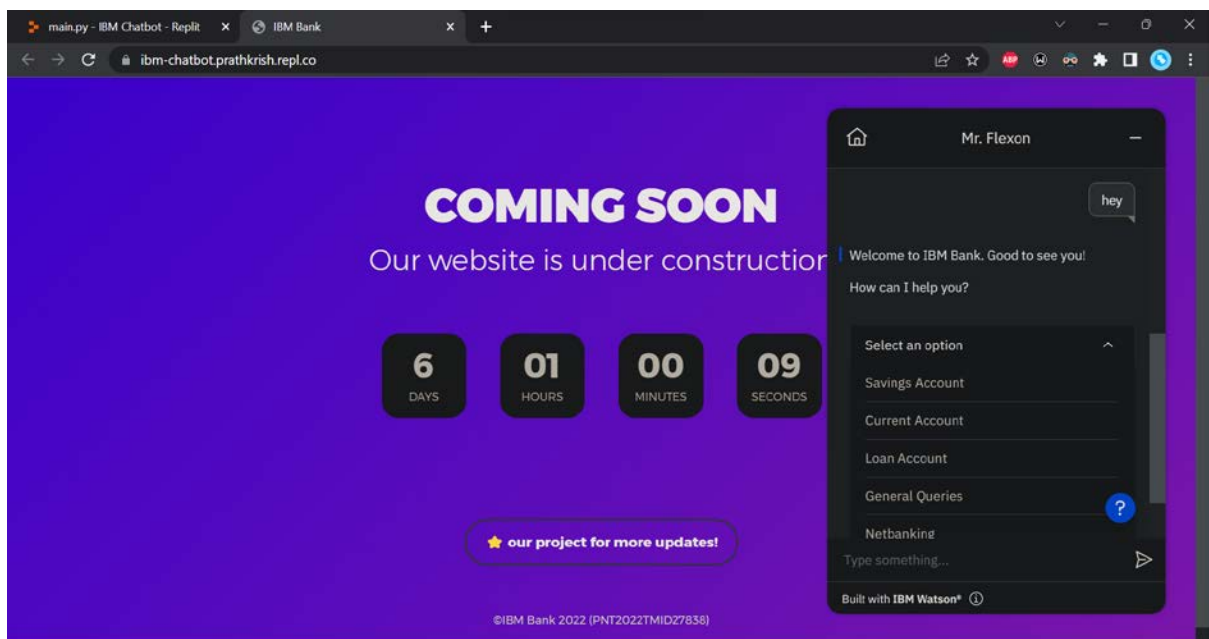 main.py - IBM Chatbot - Replit
IBM Bank
ibm-chatbot.prathkrish.repl.co
ABP
COMING SOON
Our website is under construction
6
DAYS
01
HOURS
00
MINUTES
09
SECONDS
our project for more updates!
©IBM Bank 2022 (PNT2022TMID27838)
Mr. Flexon
hey
Welcome to IBM Bank. Good to see you!
How can I help you?
Select an option
Savings Account
Current Account
Loan Account
General Queries
Netbanking
?
Type something...
Built with IBM Watson®